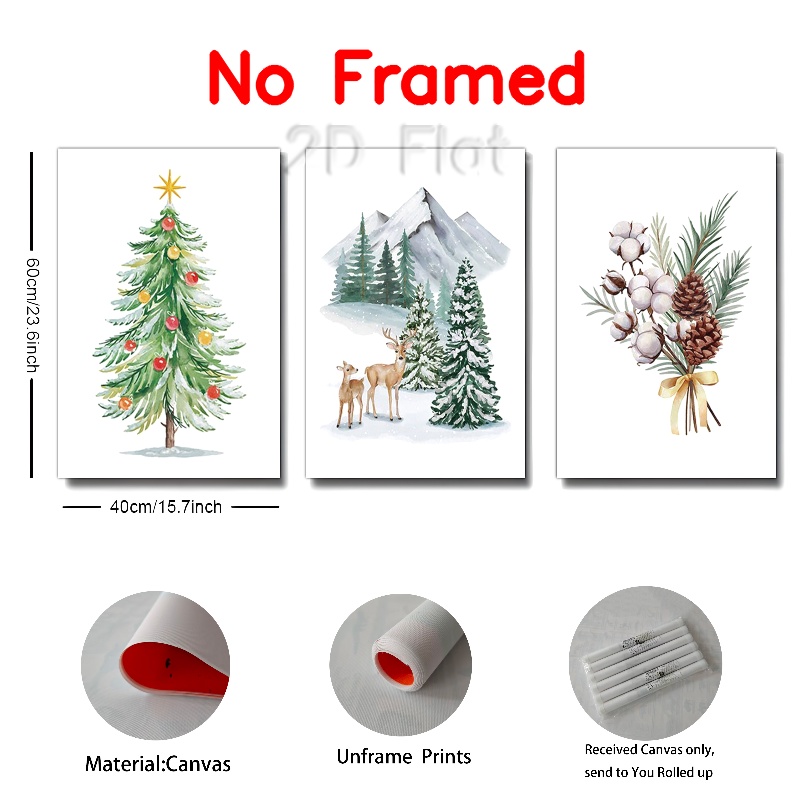 No Framed
2D Flat
60cm/23.6inch
40cm/15.7inch
Material:Canvas
Unframe Prints
Received Canvas only,
send to You Rolled up